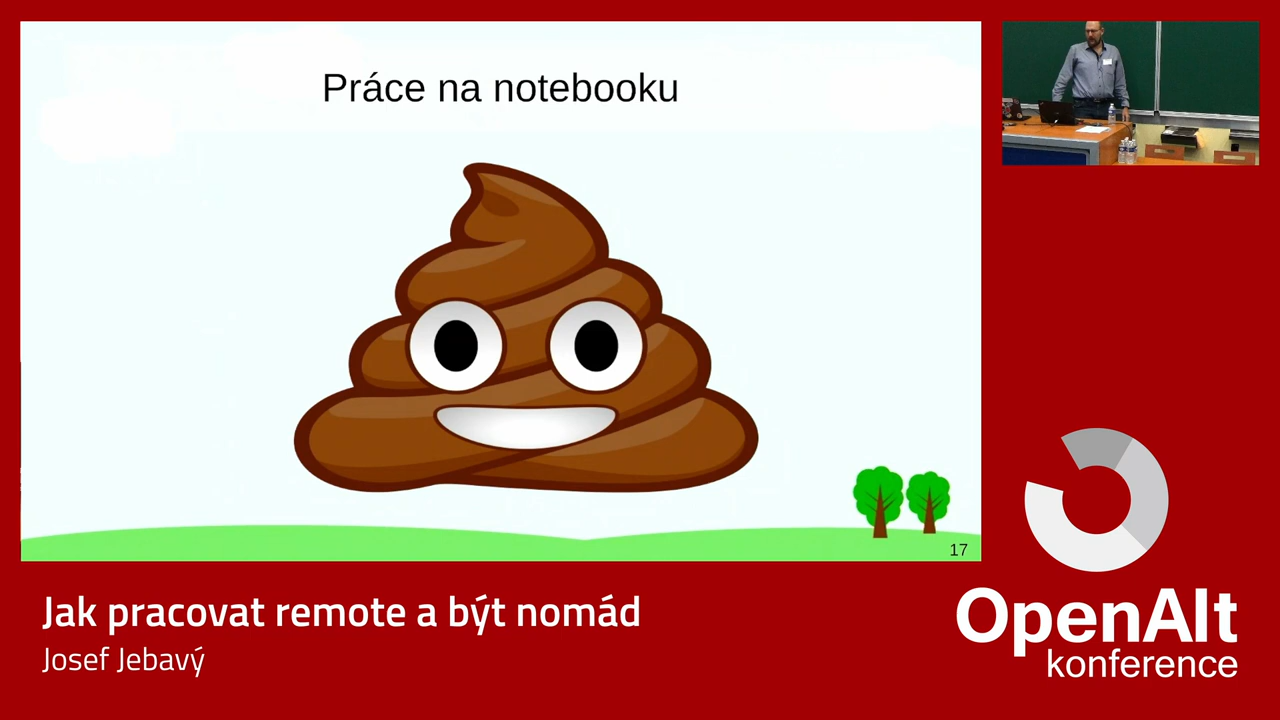 Práce na notebooku
17
Jak pracovat remote a být nomád
Josef Jebavý
OpenAlt
konference